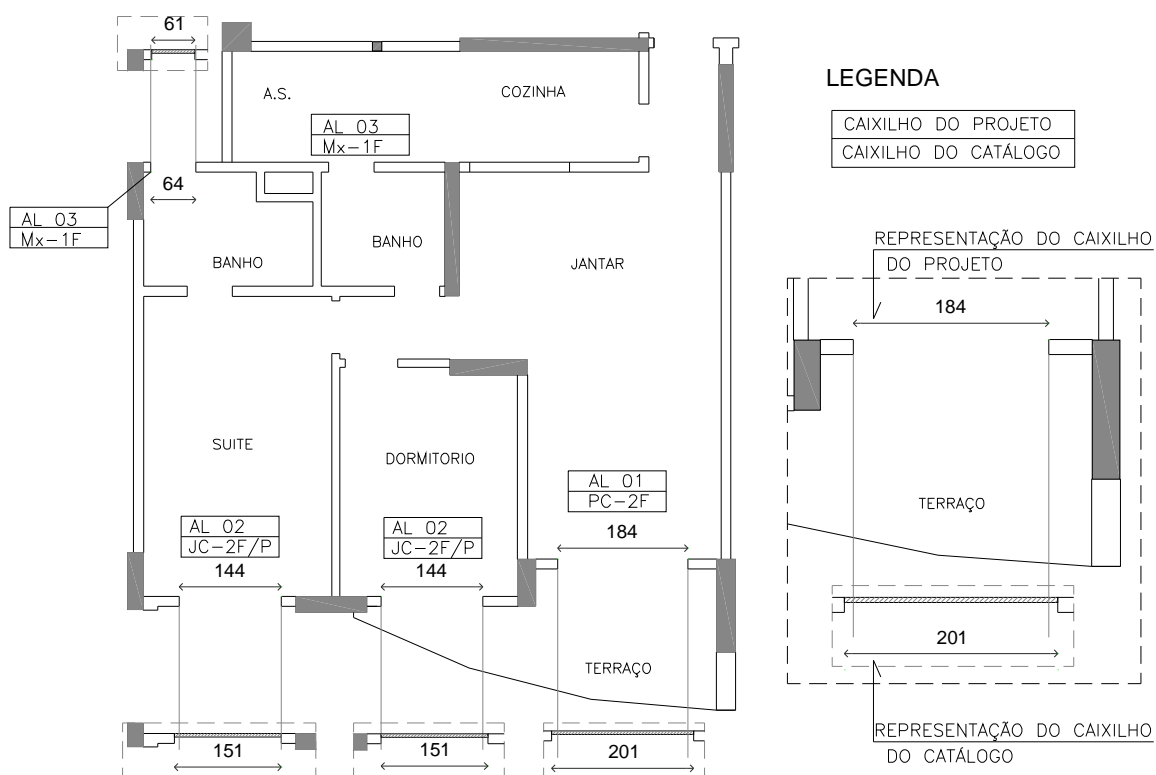 61
A.S.
COZINHA
AL 03
Mx-1F
64
AL 03
Mx-1F
BANHO
BANHO
JANTAR
SUITE
DORMITORIO
AL 01
PC-2F
AL 02
JC-2F/P
AL 02
JC-2F/P
184
144
144
TERRAÇO
151
151
201
LEGENDA
CAIXILHO DO PROJETO
CAIXILHO DO CATÁLOGO
REPRESENTAÇÃO DO CAIXILHO
DO PROJETO
184
TERRAÇO
201
REPRESENTAÇÃO DO CAIXILHO
DO CATÁLOGO